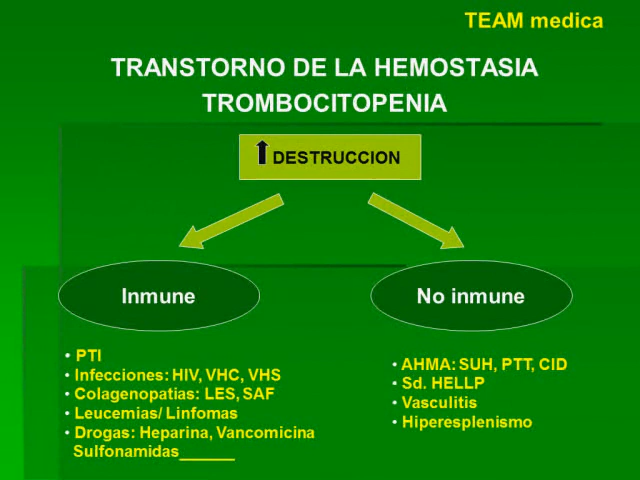 TEAM medica
TRANSTORNO DE LA HEMOSTASIA
TROMBOCITOPENIA
DESTRUCCION
Inmune
No inmune
• PTI
• Infecciones: HIV, VHC, VHS
• Colagenopatias: LES, SAF
• Leucemias/ Linfomas
• Drogas: Heparina, Vancomicina
Sulfonamidas______
• AHMA: SUH, PTT, CID
• Sd. HELLP
• Vasculitis
• Hiperesplenismo